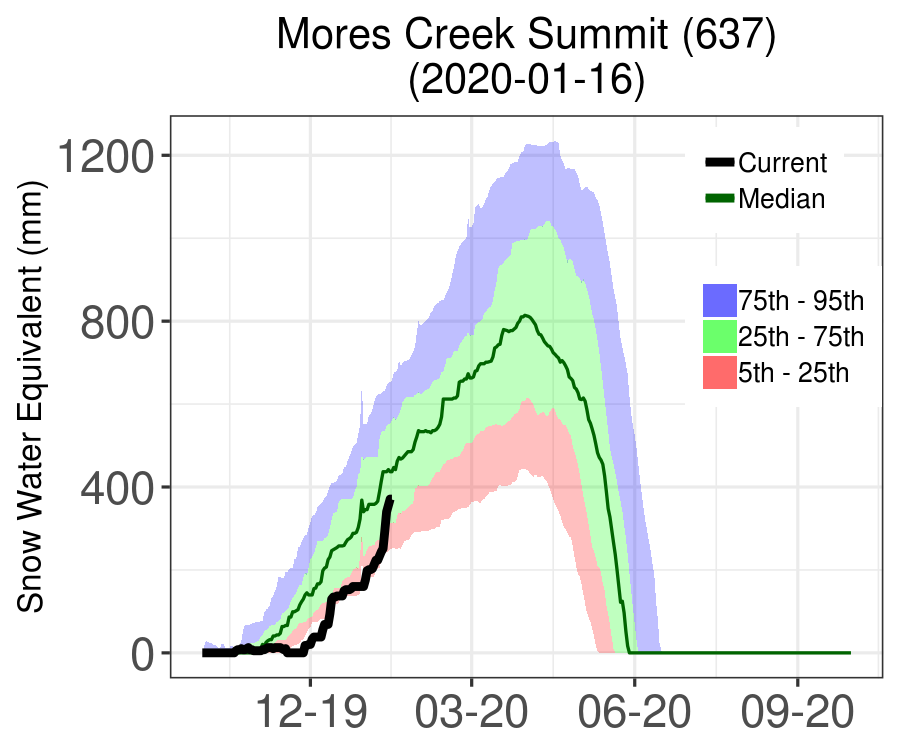 Mores Creek Summit (637)
(2020-01-16)
Snow Water Equivalent (mm)
1200
800
400
0
Current
Median
75th - 95th
25th - 75th
5th - 25th
12-19
03-20
06-20
09-20